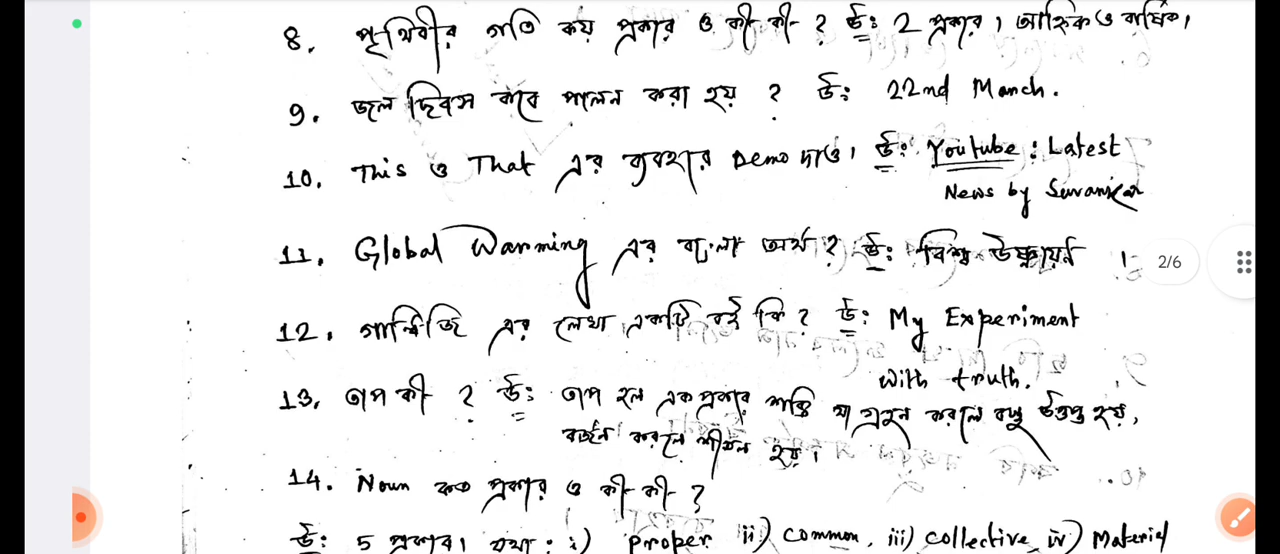 8. পৃথিবীর গতি কয় প্রকার ও কী কী ? উঃ 2 প্রকার। আহ্নিক ও বার্ষিক।
9. জল দিবস কবে পালন করা হয় ? উঃ 22nd March.
10. This ও That এর ব্যবহার Demo দাও। উঃ Youtube : Latest
News by
11. Global Warming এর বাংলা অর্থ ? উঃ বিশ্ব উষ্ণায়ন ।
2/6
12. গান্ধিজি এর লেখা একটি বই কি ? উঃ My Experiment
with truth.
13. তাপ কী ? উঃ তাপ হল এক প্রকার শক্তি যা গ্রহন করলে বস্তু উত্তপ্ত হয়,
বর্জন করলে শীতল হয়।
14. Noun কত প্রকার ও কী কী ?
উঃ 5 প্রকার। যথা : i) Proper ii) common, iii) collective, iv) Material